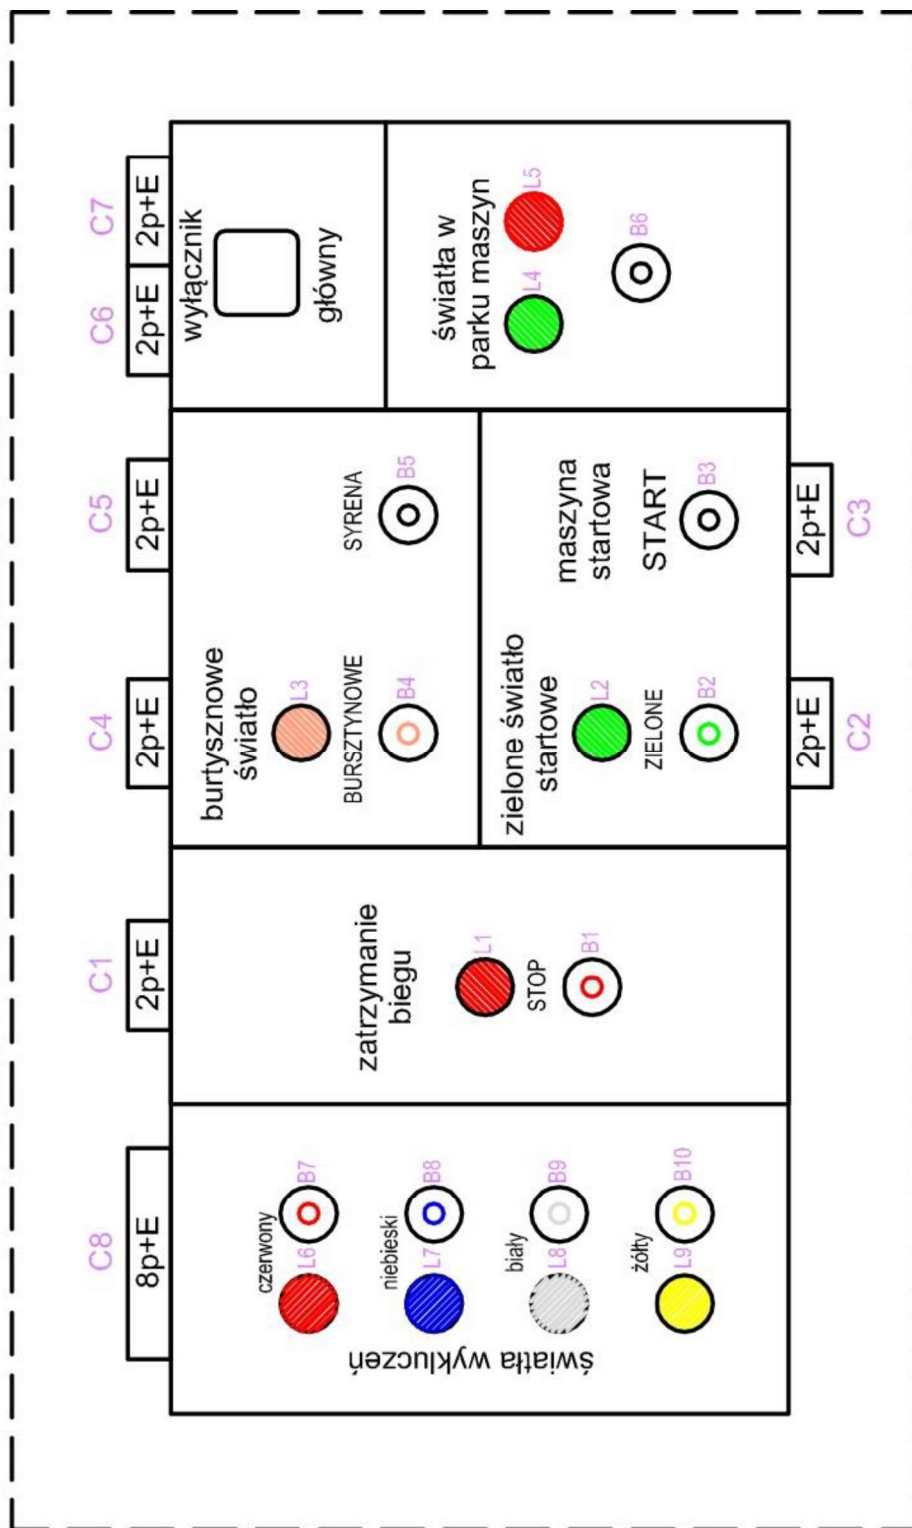 C8
8p+E
C1
2p+E
C4
2p+E
C5
2p+E
C6
2p+E
C7
2p+E
światła wykluczeń
czerwony
L6
B7
niebieski
L7
B8
biały
L8
B9
żółty
L9
B10
zatrzymanie
biegu
L1
STOP
B1
burtysznowe
światło
L3
BURSZTYNOWE
B4
SYRENA
B5
zielone światło
startowe
L2
ZIELONE
B2
maszyna
startowa
START
B3
wyłącznik
główny
światła w
parku maszyn
L4
L5
B6
2p+E
C2
2p+E
C3